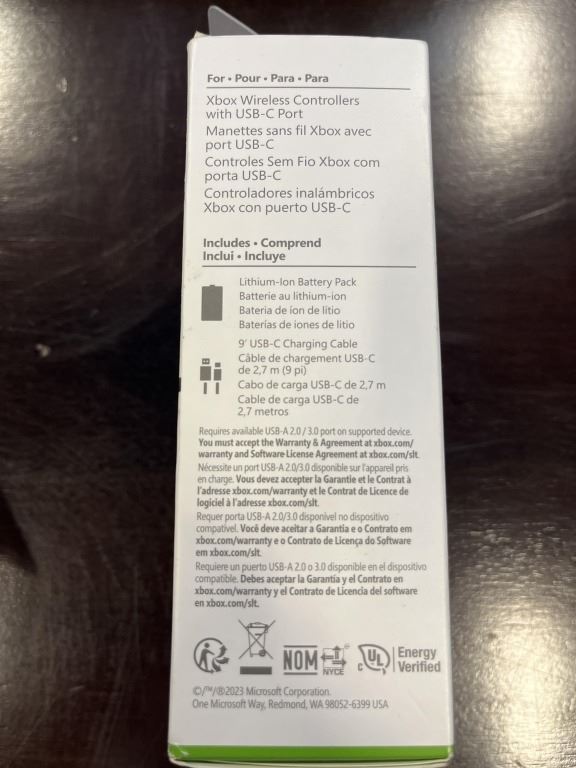 For • Pour • Para • Para
Xbox Wireless Controllers
with USB-C Port
Manettes sans fil Xbox avec
port USB-C
Controles Sem Fio Xbox com
porta USB-C
Controladores inalámbricos
Xbox con puerto USB-C
Includes • Comprend
Inclui • Incluye
Lithium-Ion Battery Pack
Batterie au lithium-ion
Bateria de íon de lítio
Baterías de iones de litio
9' USB-C Charging Cable
Câble de chargement USB-C
de 2,7 m (9 pi)
Cabo de carga USB-C de 2,7 m
Cable de carga USB-C de
2,7 metros
Requires available USB-A 2.0 / 3.0 port on supported device.
You must accept the Warranty & Agreement at xbox.com/
warranty and Software License Agreement at xbox.com/slt.
Nécessite un port USB-A 2.0/3.0 disponible sur l'appareil pris
en charge. Vous devez accepter la Garantie et le Contrat à
l'adresse xbox.com/warranty et le Contrat de Licence de
logiciel à l'adresse xbox.com/slt.
Requer porta USB-A 2.0/3.0 disponível no dispositivo
compatível. Você deve aceitar a Garantia e o Contrato em
xbox.com/warranty e o Contrato de Licença do Software
em xbox.com/slt.
Requiere un puerto USB-A 2.0 o 3.0 disponible en el dispositivo
compatible. Debes aceptar la Garantía y el Contrato en
xbox.com/warranty y el Contrato de Licencia del software
en xbox.com/slt.
NOM NYCE c UL Energy
Verified
©/™/®2023 Microsoft Corporation.
One Microsoft Way, Redmond, WA 98052-6399 USA